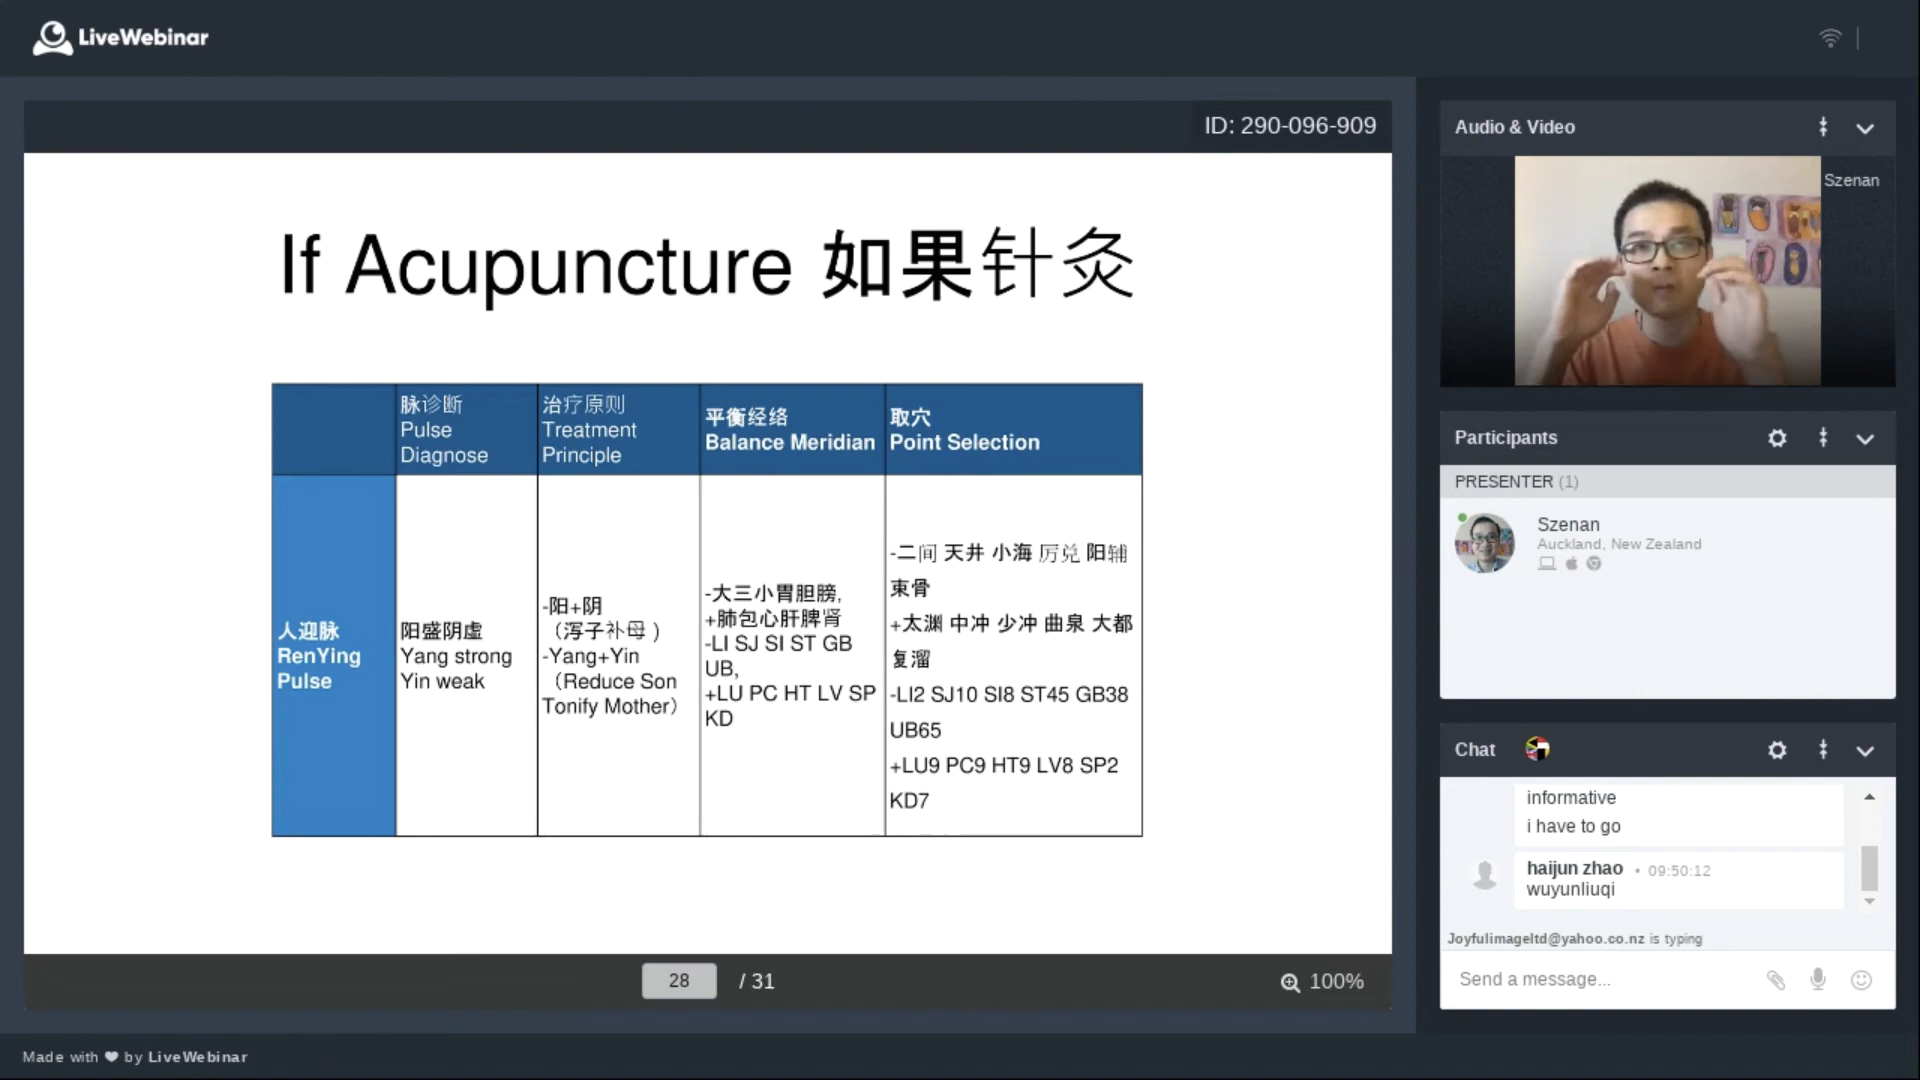 LiveWebinar
ID: 290-096-909
If Acupuncture 如果针灸
脉诊断
Pulse
Diagnose
治疗原则
Treatment
Principle
平衡经络
Balance Meridian
取穴
Point Selection
人迎脉
RenYing
Pulse
阳盛阴虚
Yang strong
Yin weak
-阳+阴
（泻子补母 )
-Yang+Yin
（Reduce Son
Tonify Mother）
-大三小胃胆膀,
+肺包心肝脾肾
-LI SJ SI ST GB
UB,
+LU PC HT LV SP
KD
-二间 天井 小海 厉兑 阳辅
束骨
+太渊 中冲 少冲 曲泉 大都
复溜
-LI2 SJ10 SI8 ST45 GB38
UB65
+LU9 PC9 HT9 LV8 SP2
KD7
28 / 31
100%
Audio & Video
Szenan
Participants
PRESENTER (1)
Szenan
Auckland, New Zealand
Chat
informative
i have to go
haijun zhao • 09:50:12
wuyunliuqi
Joyfulimageltd@yahoo.co.nz is typing
Send a message...
Made with ❤ by LiveWebinar